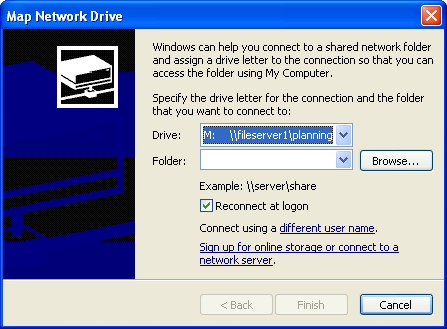 Map Network Drive
Windows can help you connect to a shared network folder
and assign a drive letter to the connection so that you can
access the folder using My Computer.
Specify the drive letter for the connection and the folder
that you want to connect to:
Drive: M: \\fileserver1\planning
Folder: Browse...
Example: \\server\share
Reconnect at logon
Connect using a different user name.
Sign up for online storage or connect to a
network server.
< Back Finish Cancel